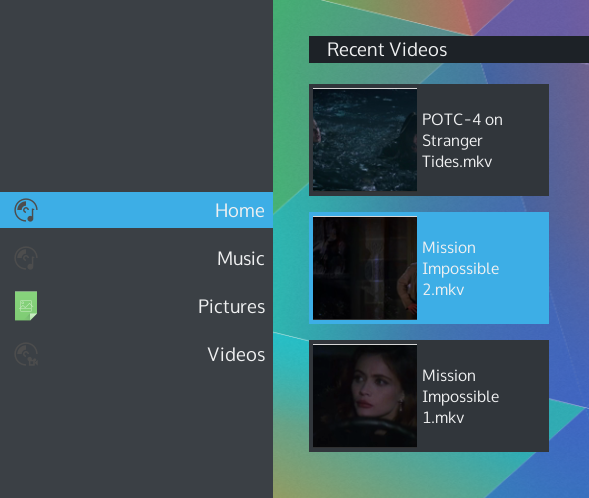 Home
Music
Pictures
Videos
Recent Videos
POTC-4 on
Stranger
Tides.mkv
Mission
Impossible
2.mkv
Mission
Impossible
1.mkv